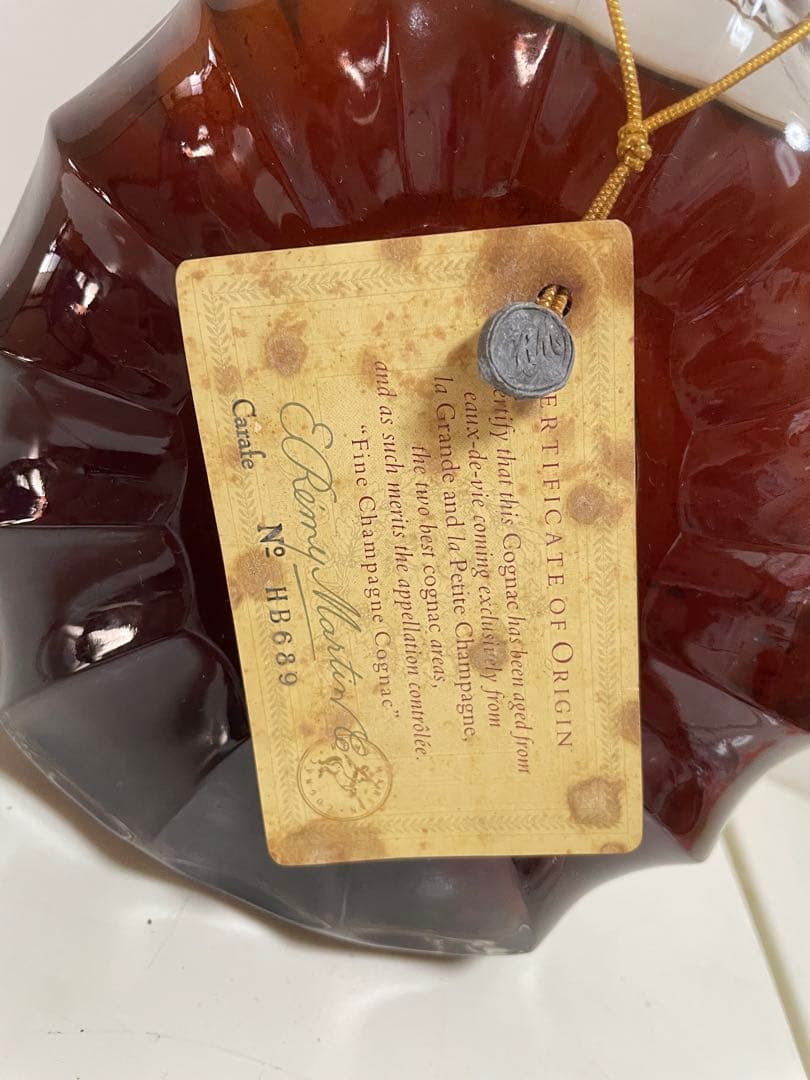 ERTIFICATE OF ORIGIN
ertify that this Cognac has been aged from
eaux-de-vie coming exclusively from
la Grande and la Petite Champagne,
the two best cognac areas,
and as such merits the appellation contrôlée.
"Fine Champagne Cognac"
E. Rémy Martin & Co
Carafe Nº HB689